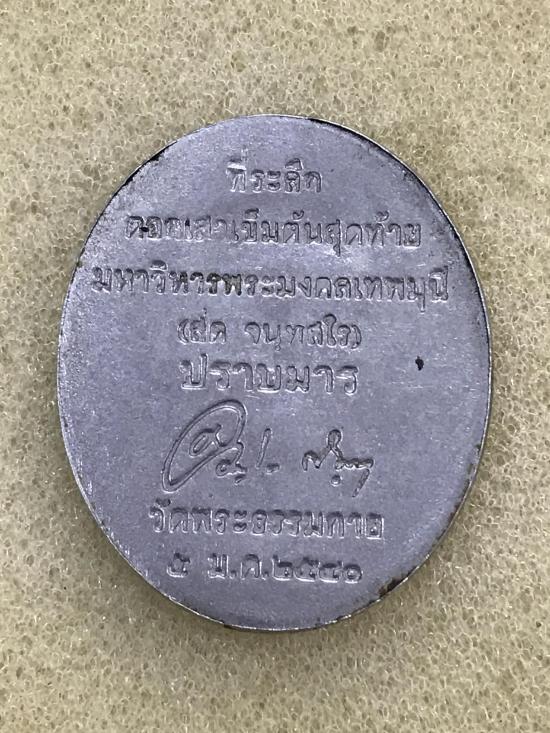 ที่ระลึก
ตอกเสาเข็มต้นสุดท้าย
มหาวิหารพระมงคลเทพมุนี
(สด จนฺทสโร)
ปราบมาร
วัดพระธรรมกาย
๕ พ.ค.๒๕๔๐